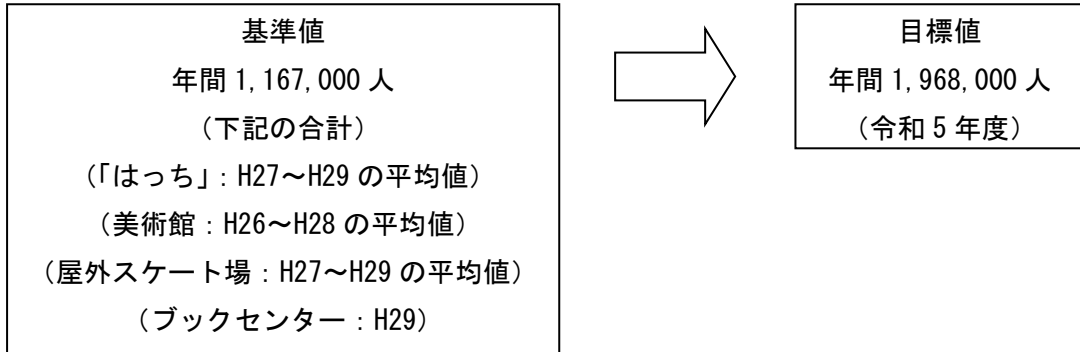 基準値
年間 1,167,000 人
（下記の合計）
（「はっち」：H27～H29 の平均値）
（美術館：H26～H28 の平均値）
（屋外スケート場：H27～H29 の平均値）
（ブックセンター：H29）
目標値
年間 1,968,000 人
（令和 5 年度）